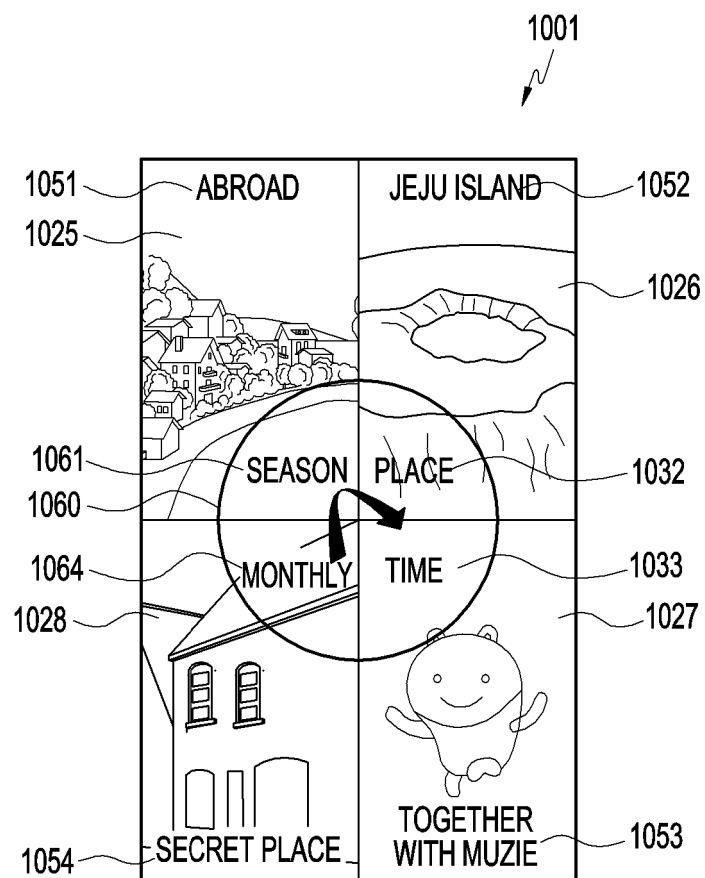 1001
1051 ABROAD JEJU ISLAND 1052
1025
1026
1061 SEASON PLACE 1032
1060
1064 MONTHLY TIME 1033
1028 1027
TOGETHER
1054 SECRET PLACE WITH MUZIE 1053